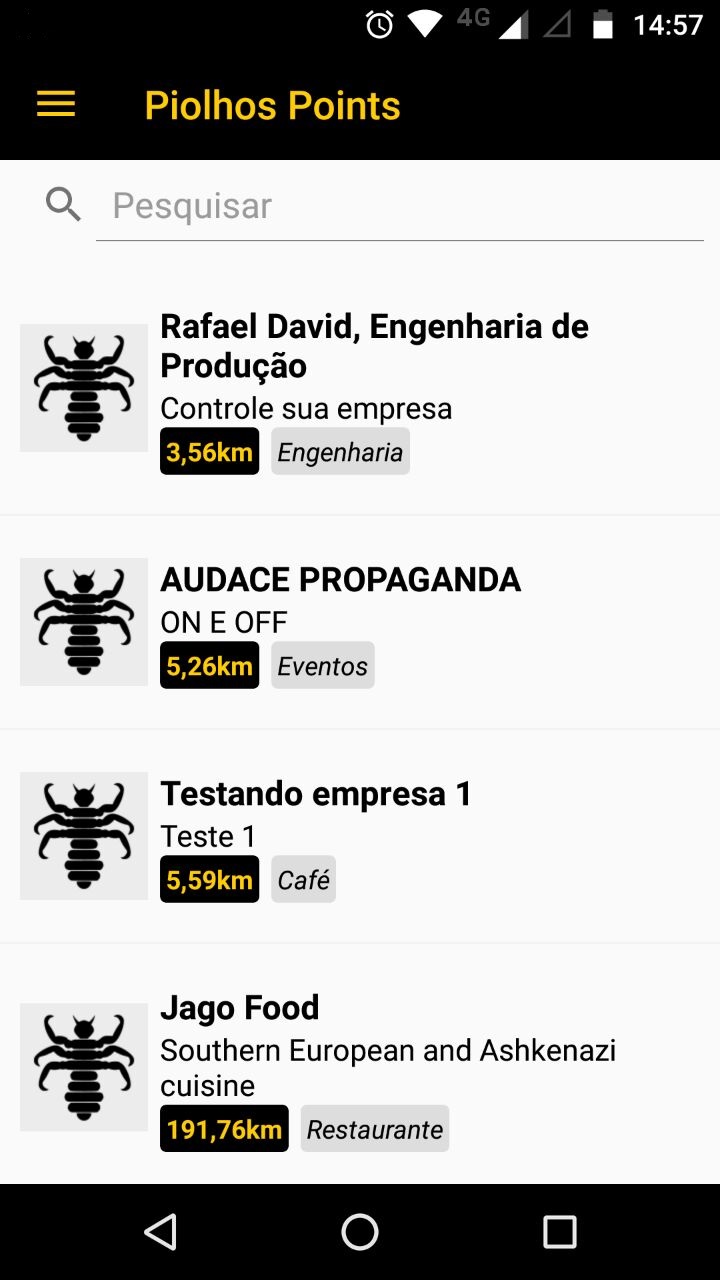 4G 14:57
Piolhos Points
Pesquisar
Rafael David, Engenharia de
Produção
Controle sua empresa
3,56km Engenharia
AUDACE PROPAGANDA
ON E OFF
5,26km Eventos
Testando empresa 1
Teste 1
5,59km Café
Jago Food
Southern European and Ashkenazi
cuisine
191,76km Restaurante